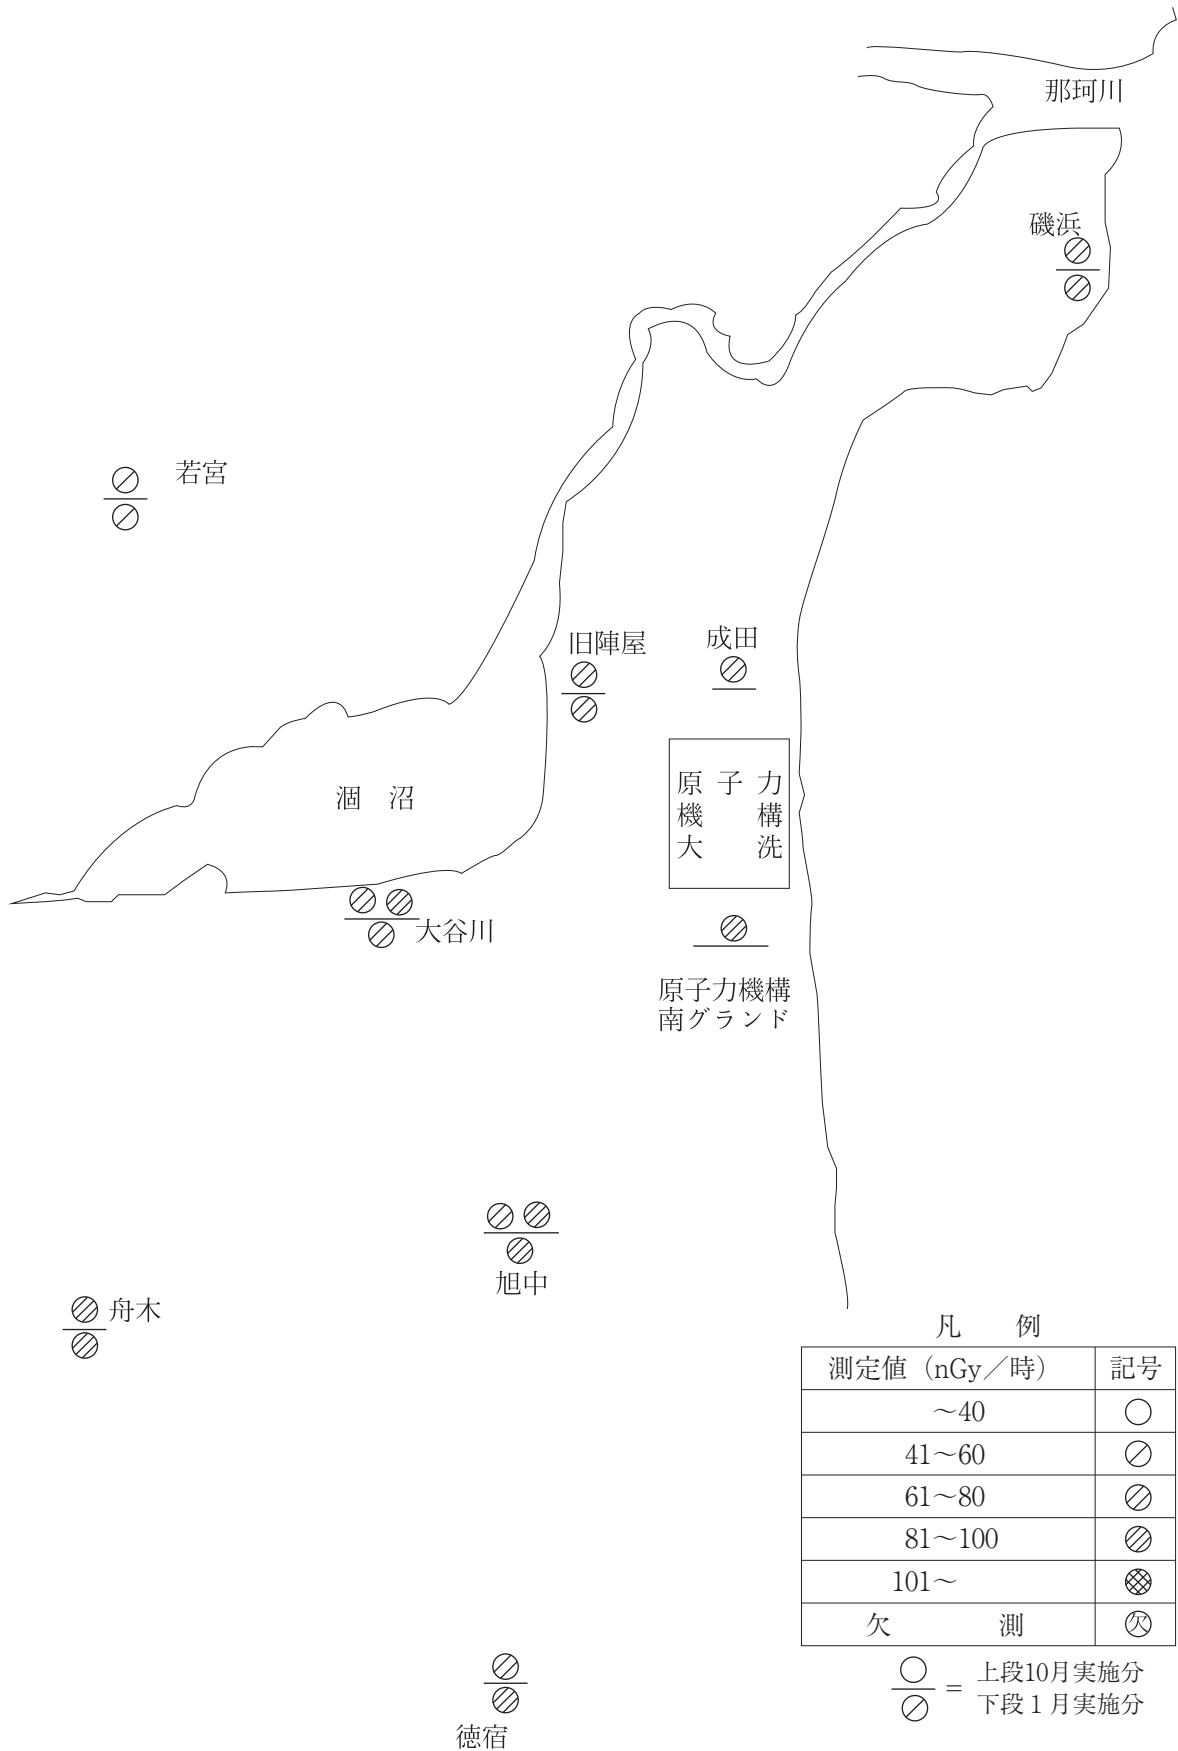 那珂川
磯浜
若宮
旧陣屋
成田
原子力
機構
大洗
涸沼
大谷川
原子力機構
南グランド
旭中
舟木
凡例
測定値（nGy／時） 記号
～40
41～60
61～80
81～100
101～
欠測 欠
= 上段10月実施分
下段1月実施分
徳宿